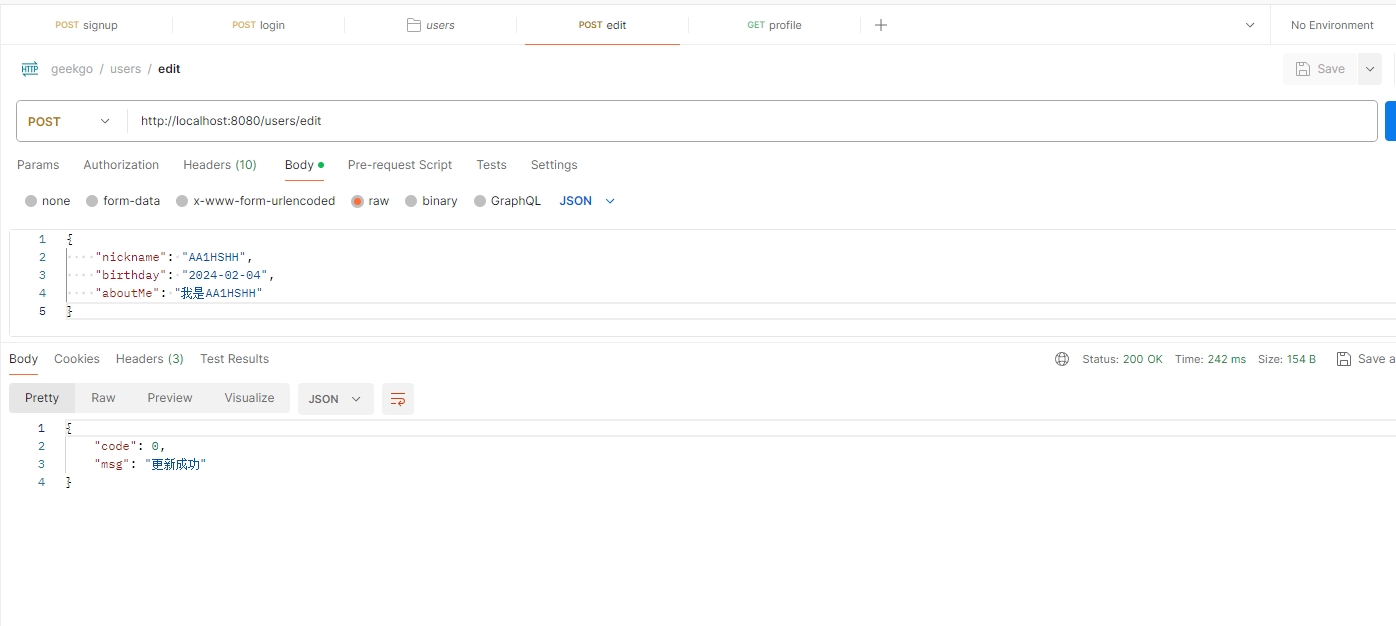 POST signup POST login users POST edit GET profile No Environment
HTTP geekgo / users / edit Save
POST http://localhost:8080/users/edit
Params Authorization Headers (10) Body Pre-request Script Tests Settings
none form-data x-www-form-urlencoded raw binary GraphQL JSON
1 {
2 "nickname": "AA1HSHH",
3 "birthday": "2024-02-04",
4 "aboutMe": "我是AA1HSHH"
5 }
Body Cookies Headers (3) Test Results Status: 200 OK Time: 242 ms Size: 154 B Save a
Pretty Raw Preview Visualize JSON
1 {
2 "code": 0,
3 "msg": "更新成功"
4 }